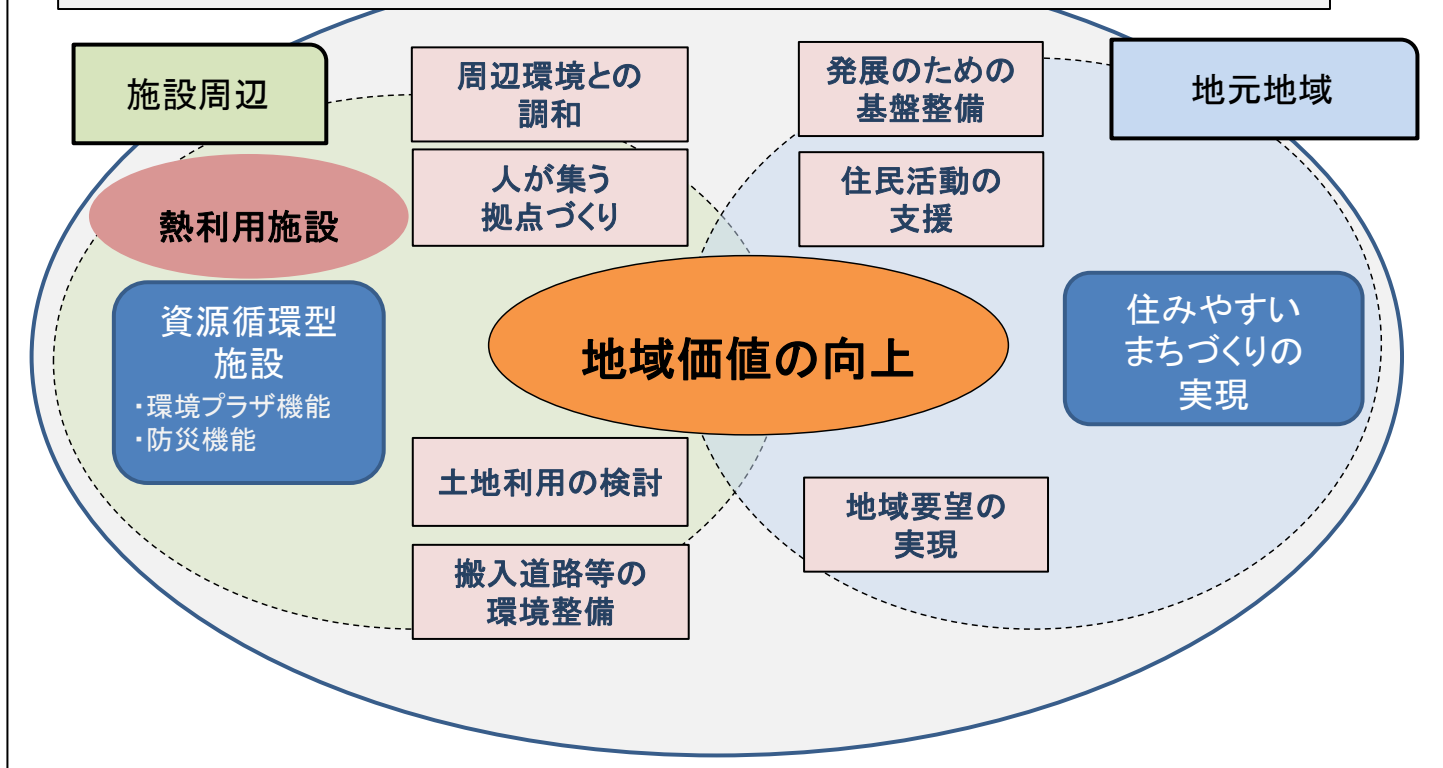 施設周辺
周辺環境との
調和
人が集う
拠点づくり
熱利用施設
資源循環型
施設
・環境プラザ機能
・防災機能
土地利用の検討
搬入道路等の
環境整備
地域価値の向上
発展のための
基盤整備
住民活動の
支援
地元地域
住みやすい
まちづくりの
実現
地域要望の
実現